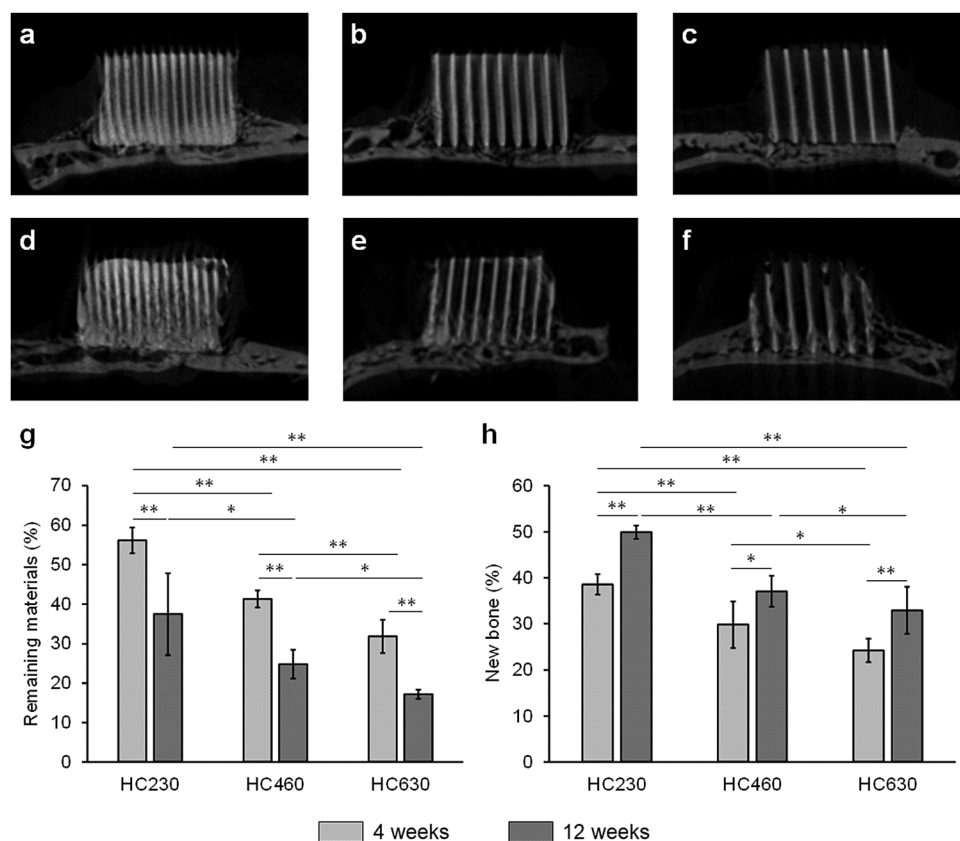 a
b
c
d
e
f
g
h
**
**
**
** *
**
** *
**
Remaining materials (%)
70
60
50
40
30
20
10
0
HC230 HC460 HC630
**
**
**
** ** *
*
* **
New bone (%)
60
50
40
30
20
10
0
HC230 HC460 HC630
4 weeks 12 weeks